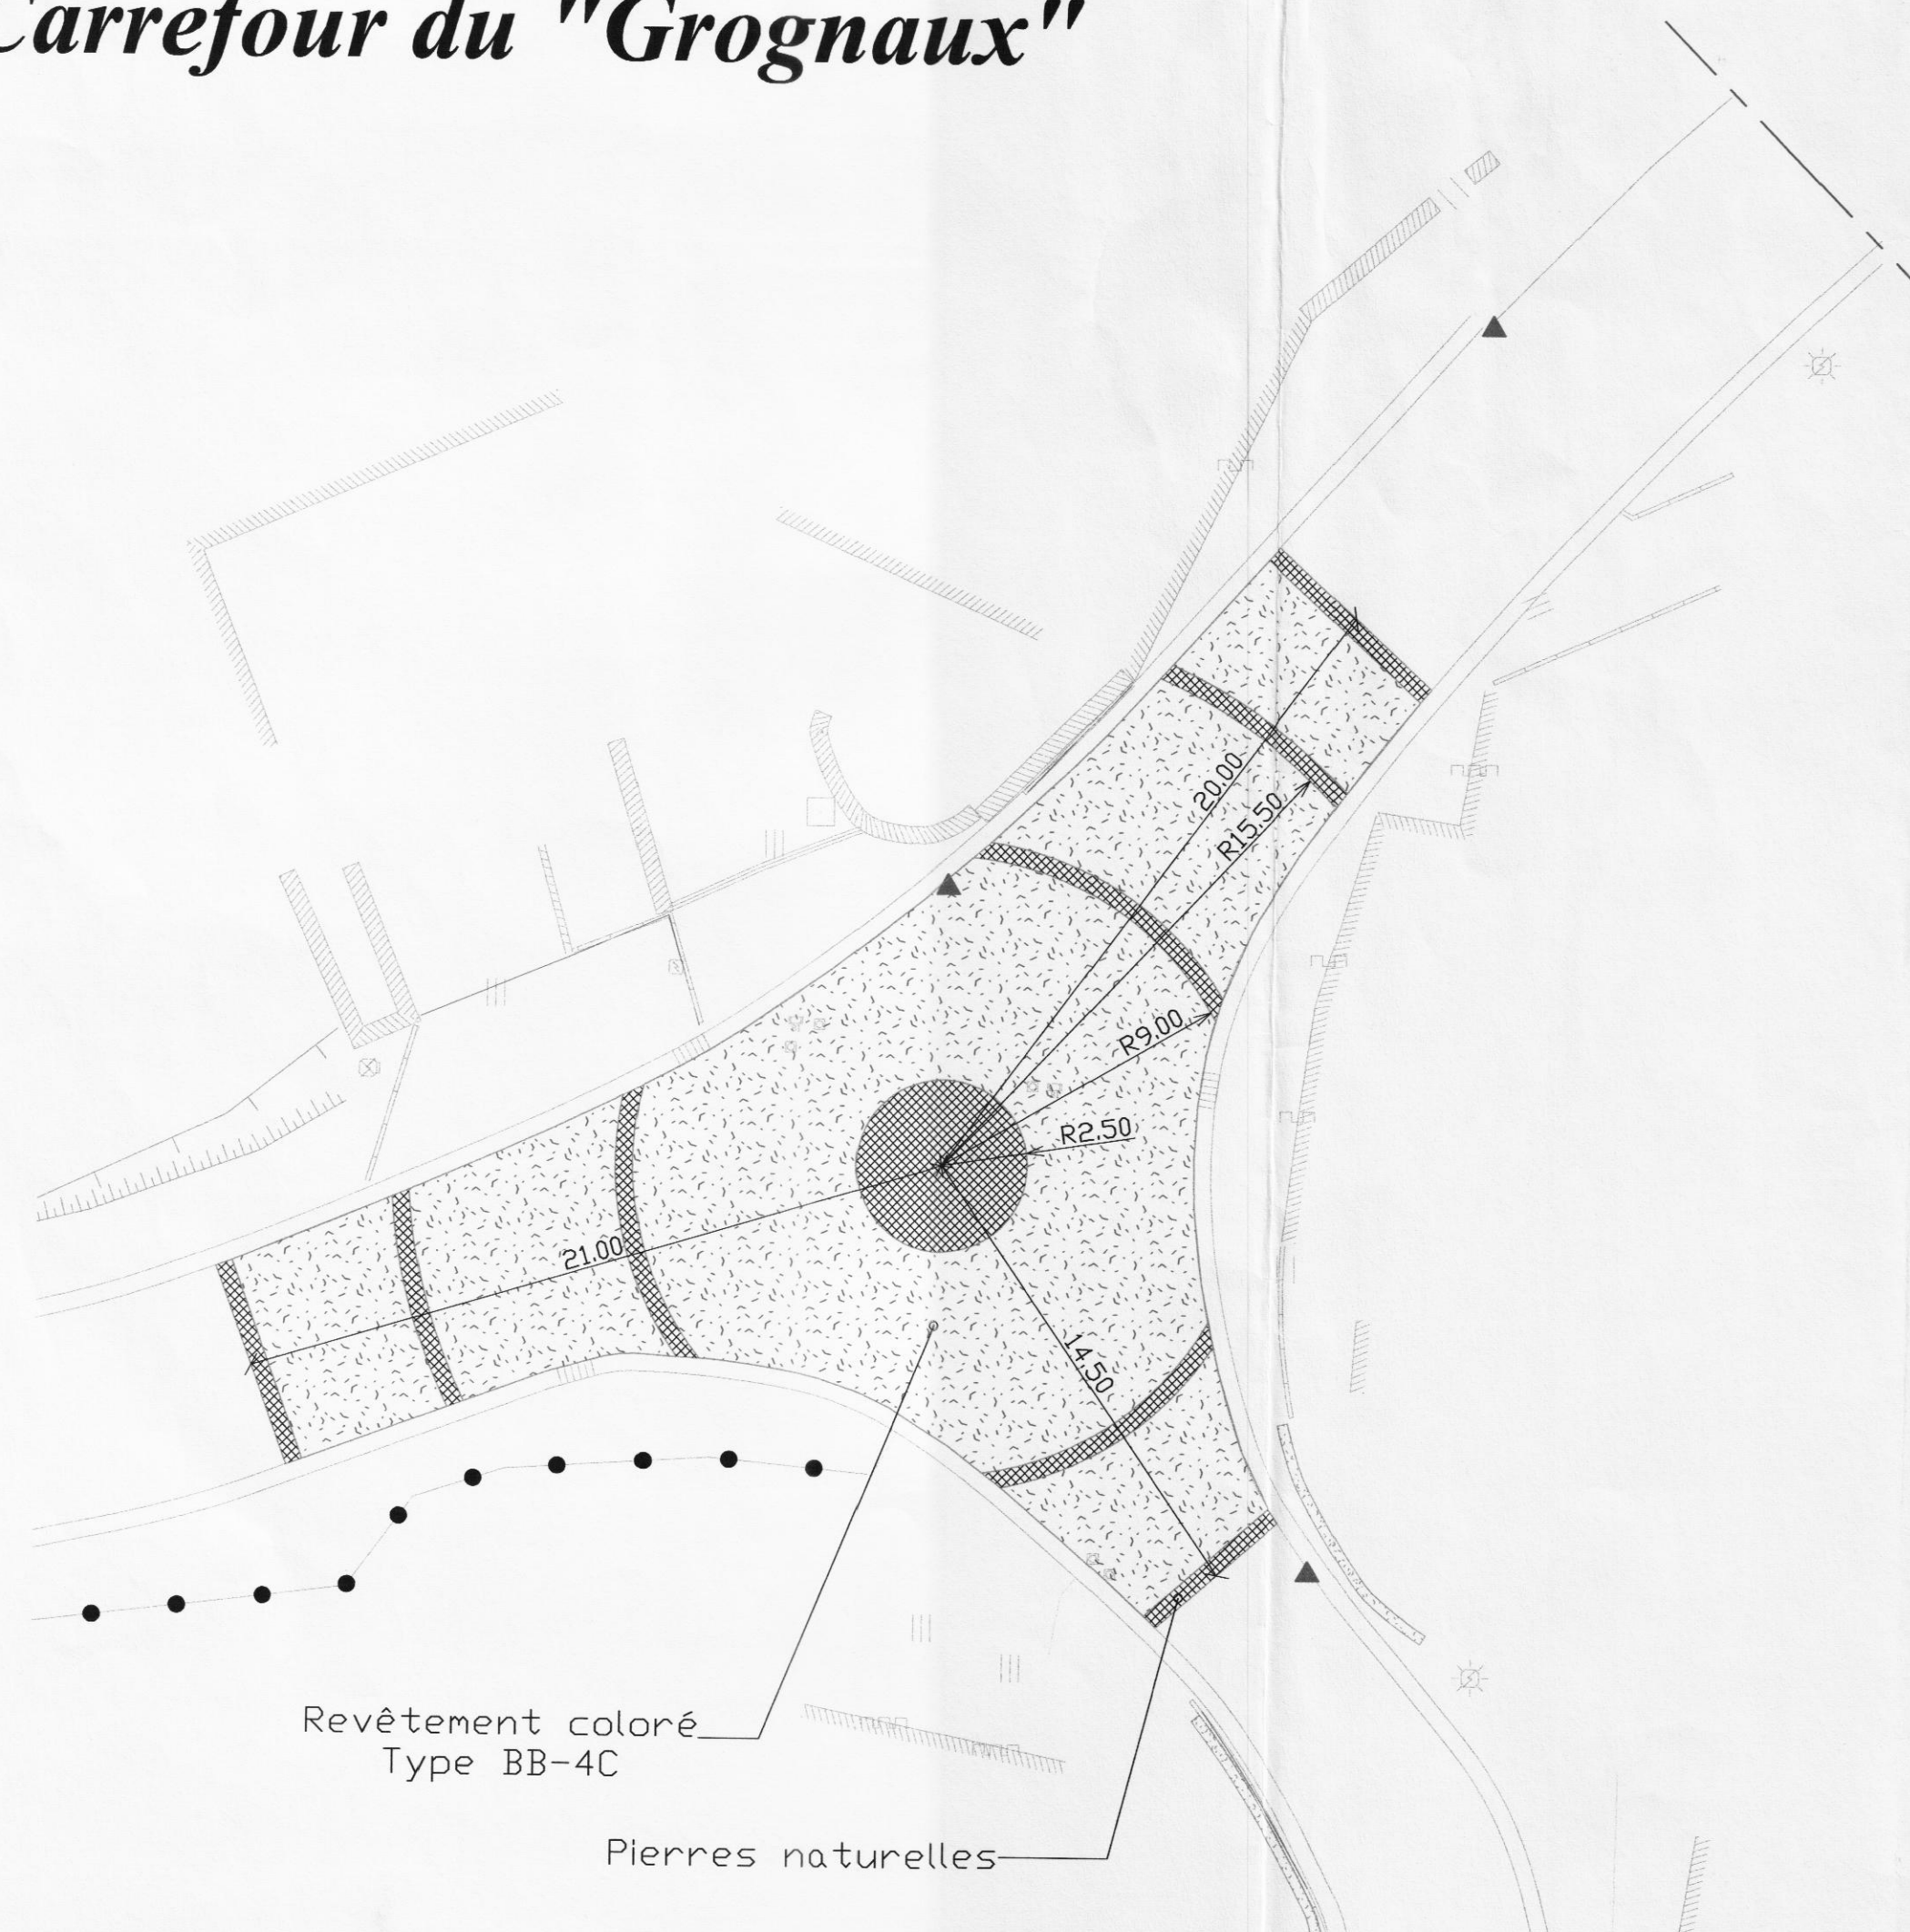 Carrefour du "Grognaux"
20.00
R15.50
R9.00
R2.50
21.00
14.50
Revêtement coloré
Type BB-4C
Pierres naturelles